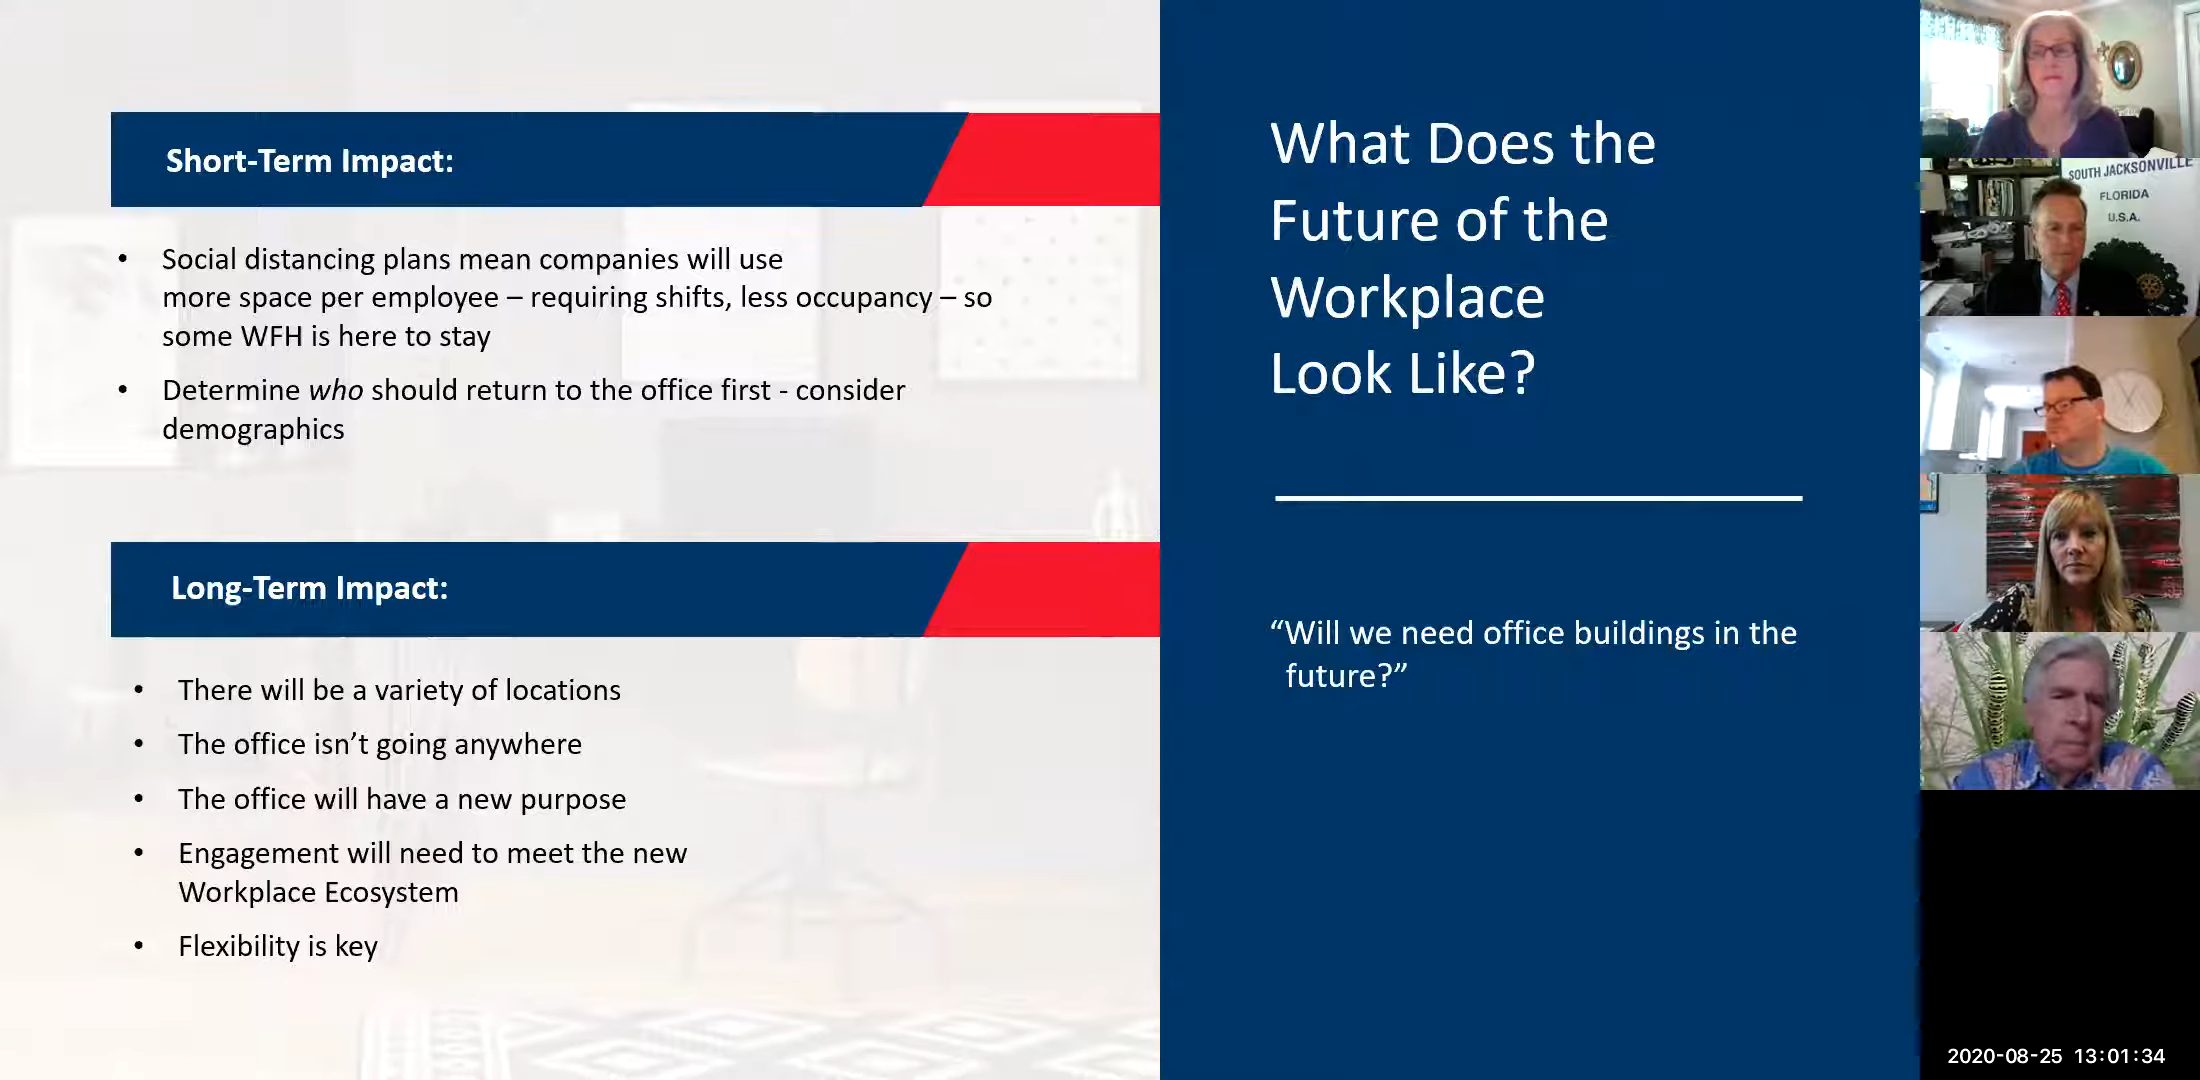 Short-Term Impact:
• Social distancing plans mean companies will use
more space per employee – requiring shifts, less occupancy – so
some WFH is here to stay
• Determine who should return to the office first - consider
demographics
Long-Term Impact:
• There will be a variety of locations
• The office isn’t going anywhere
• The office will have a new purpose
• Engagement will need to meet the new
Workplace Ecosystem
• Flexibility is key
What Does the
Future of the
Workplace
Look Like?
“Will we need office buildings in the
future?”
SOUTH JACKSONVILLE
FLORIDA
U.S.A.
2020-08-25 13:01:34